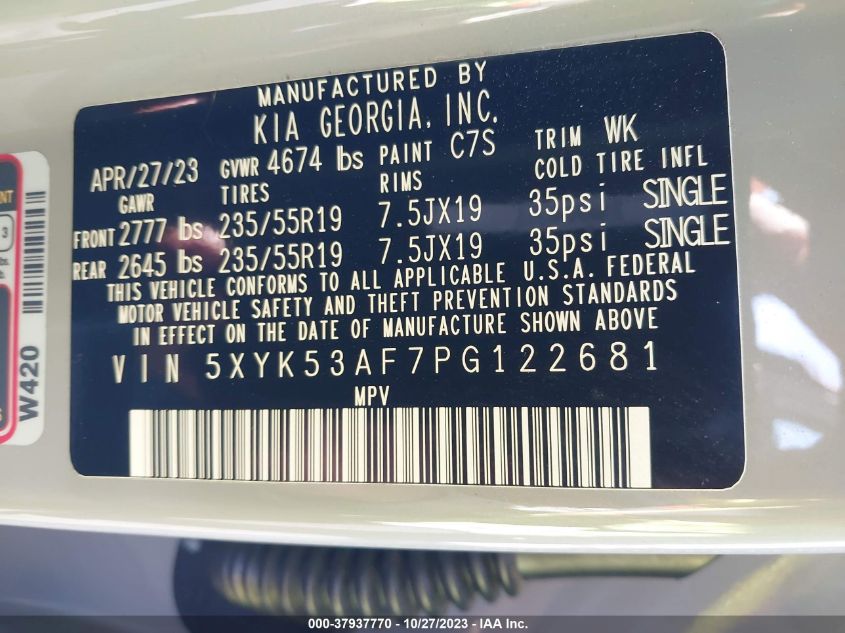 MANUFACTURED BY
KIA GEORGIA, INC.
APR/27/23 GVWR 4674 lbs PAINT C7S TRIM WK
GAWR TIRES RIMS COLD TIRE INFL
FRONT 2777 lbs 235/55R19 7.5JX19 35psi SINGLE
REAR 2645 lbs 235/55R19 7.5JX19 35psi SINGLE
THIS VEHICLE CONFORMS TO ALL APPLICABLE U.S.A. FEDERAL
MOTOR VEHICLE SAFETY AND THEFT PREVENTION STANDARDS
IN EFFECT ON THE DATE OF MANUFACTURE SHOWN ABOVE
VIN 5XYK53AF7PG122681
MPV
W420
3
000-37937770 - 10/27/2023 - IAA Inc.